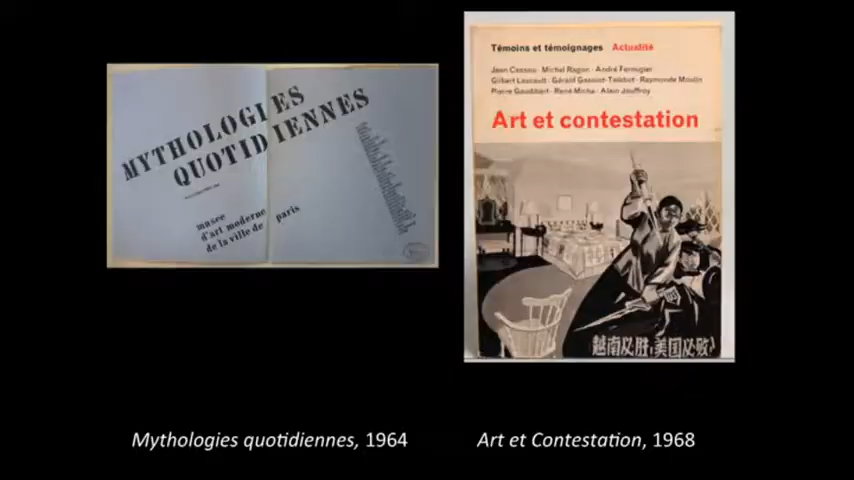 MYTHOLOGIES
QUOTIDIENNES
musee
d'art moderne
de la ville de paris
Témoins et témoignages Actualité
Jean Cassou · Michel Ragon · André Fermigier
Gilbert Lascault · Gérald Gassiot-Talabot · Raymonde Moulin
Pierre Gaudibert · René Micha · Alain Jouffroy
Art et contestation
越南必胜,美国必败!
Mythologies quotidiennes, 1964
Art et Contestation, 1968